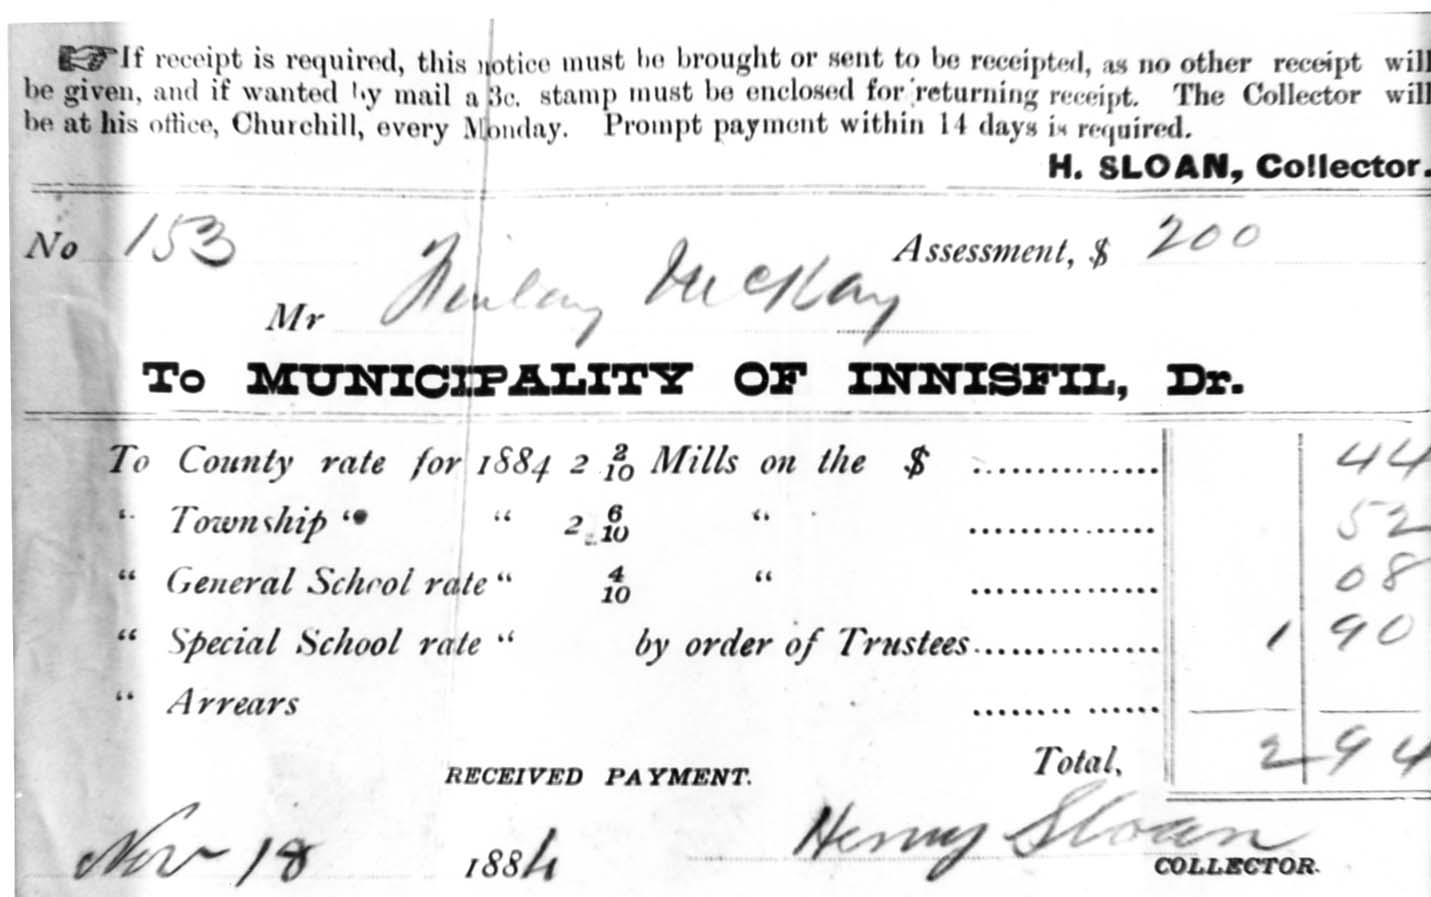 ☞ If receipt is required, this notice must be brought or sent to be receipted, as no other receipt will
be given, and if wanted by mail a 3c. stamp must be enclosed for returning receipt. The Collector will
be at his office, Churchill, every Monday. Prompt payment within 14 days is required.
H. SLOAN, Collector.
No 153 Assessment, $ 200
Mr Finlay McKay
To MUNICIPALITY OF INNISFIL, Dr.
To County rate for 1884 2 2/10 Mills on the $ 44
" Township " " 2 6/10 " 52
" General School rate " 4/10 " 08
" Special School rate " by order of Trustees 1 90
" Arrears
Total, 2 94
RECEIVED PAYMENT.
Nov 18 1884 Henry Sloan
COLLECTOR.